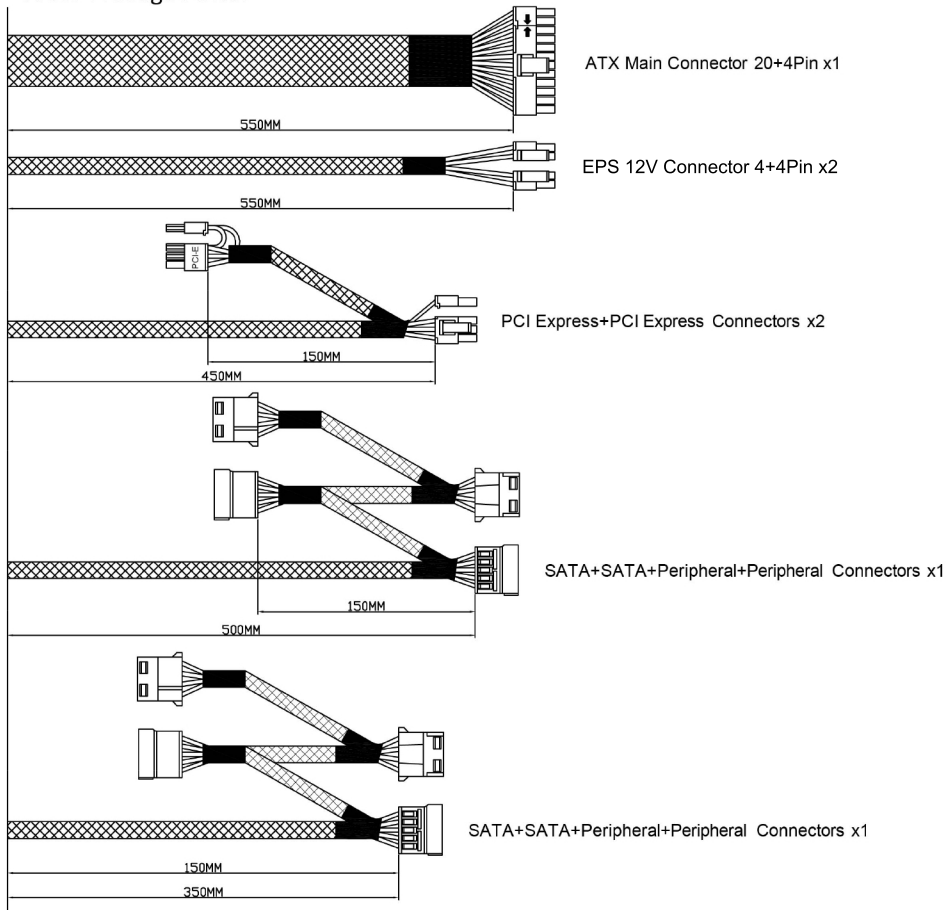 ATX Main Connector 20+4Pin x1
550MM
EPS 12V Connector 4+4Pin x2
550MM
PCI-E
PCI Express+PCI Express Connectors x2
150MM
450MM
SATA+SATA+Peripheral+Peripheral Connectors x1
150MM
500MM
SATA+SATA+Peripheral+Peripheral Connectors x1
150MM
350MM